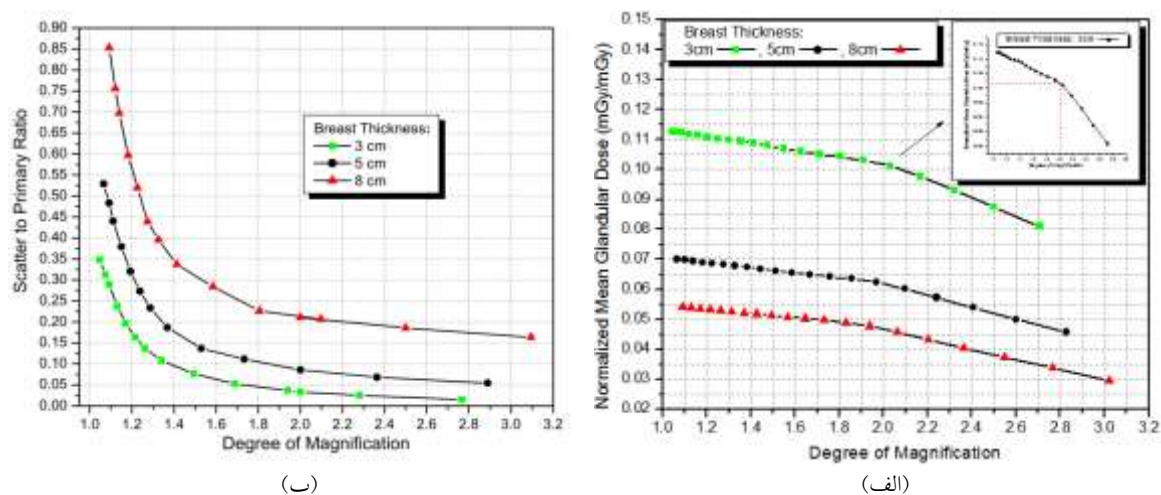 0.90
0.85
0.80
0.75
0.70
0.65
0.60
0.55
0.50
0.45
0.40
0.35
0.30
0.25
0.20
0.15
0.10
0.05
0.00
Scatter to Primary Ratio
Breast Thickness:
3 cm
5 cm
8 cm
1.0 1.2 1.4 1.6 1.8 2.0 2.2 2.4 2.6 2.8 3.0 3.2
Degree of Magnification
(ب)
0.15
0.14
0.13
0.12
0.11
0.10
0.09
0.08
0.07
0.06
0.05
0.04
0.03
0.02
Normalized Mean Glandular Dose (mGy/mGy)
Breast Thickness:
3cm , 5cm , 8cm
Breast Thickness:
1.0 1.2 1.4 1.6 1.8 2.0 2.2 2.4 2.6 2.8 3.0 3.2
Degree of Magnification
(الف)